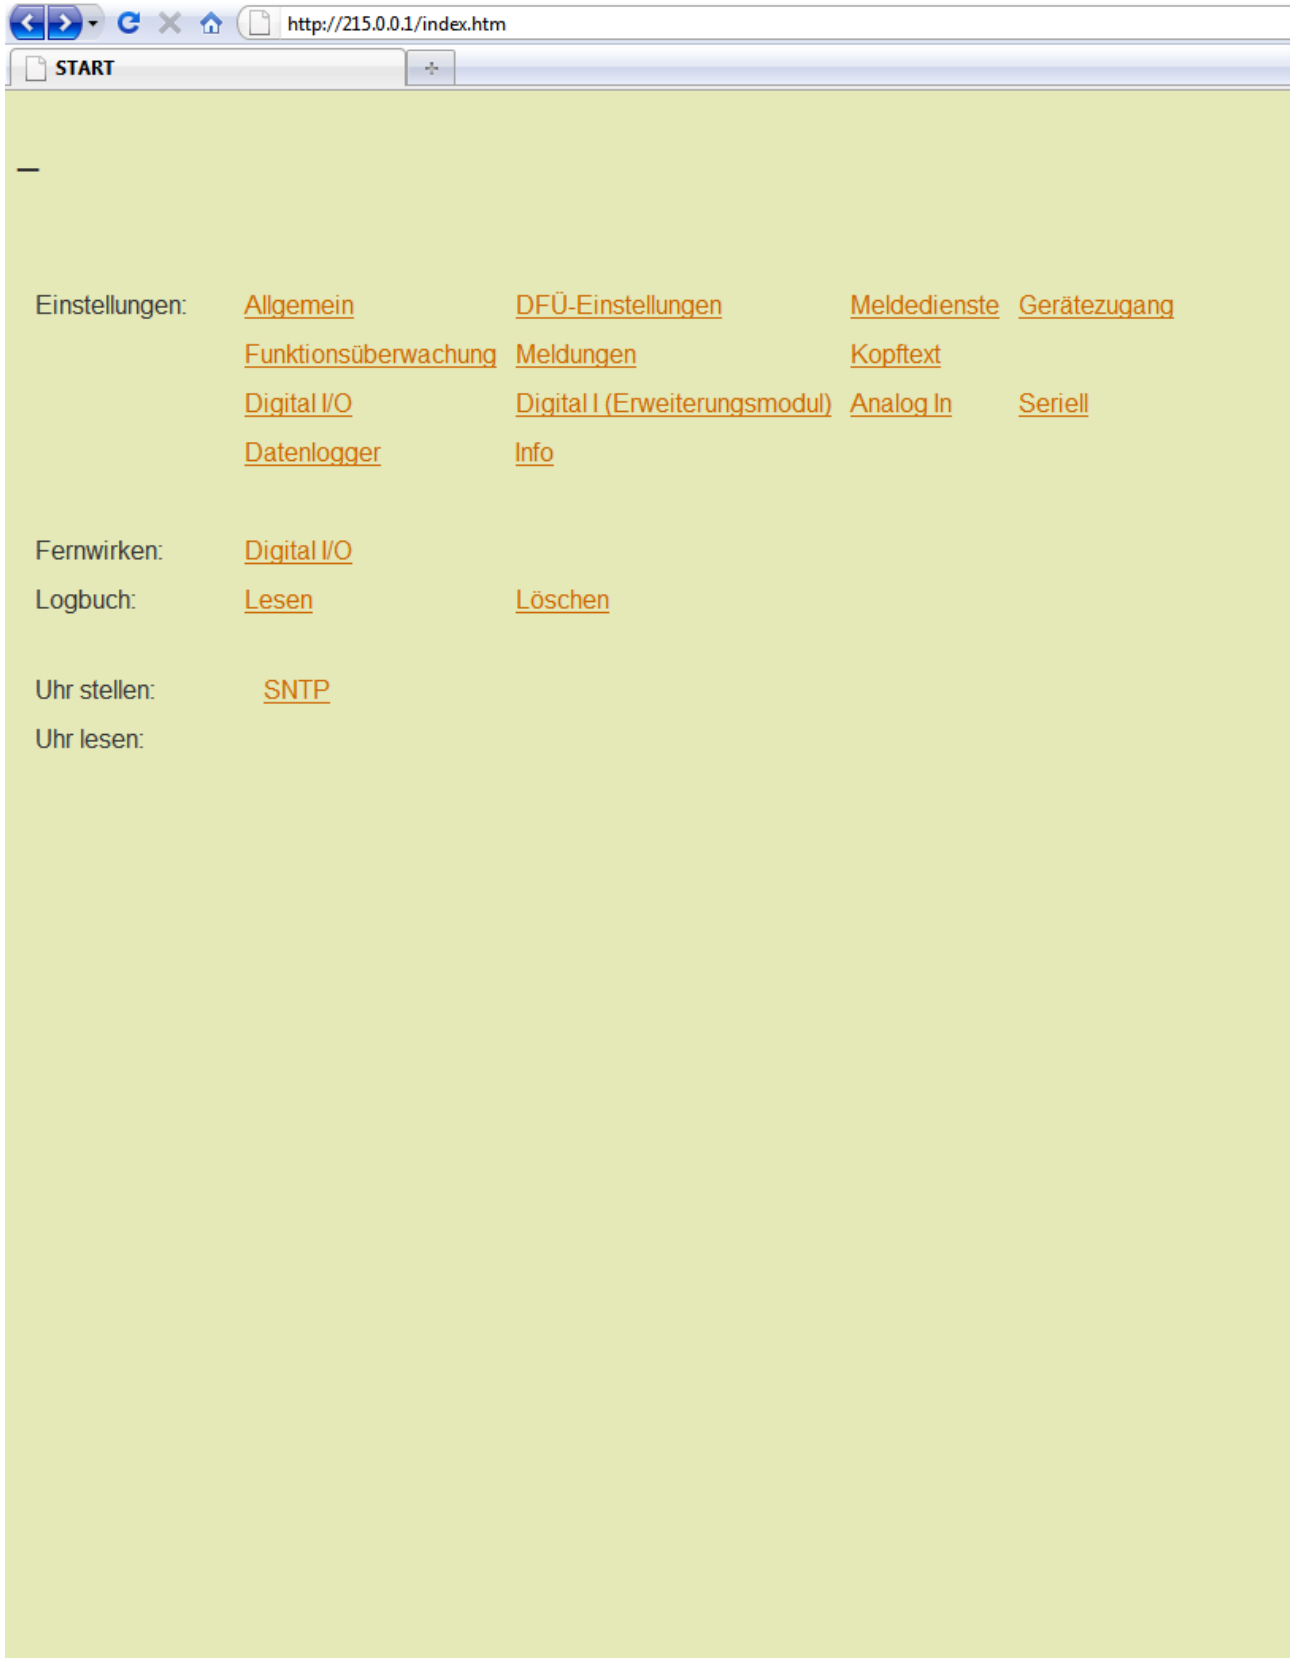 http://215.0.0.1/index.htm
START
_
Einstellungen: Allgemein DFÜ-Einstellungen Meldedienste Gerätezugang
Funktionsüberwachung Meldungen Kopftext
Digital I/O Digital I (Erweiterungsmodul) Analog In Seriell
Datenlogger Info
Fernwirken: Digital I/O
Logbuch: Lesen Löschen
Uhr stellen: SNTP
Uhr lesen: